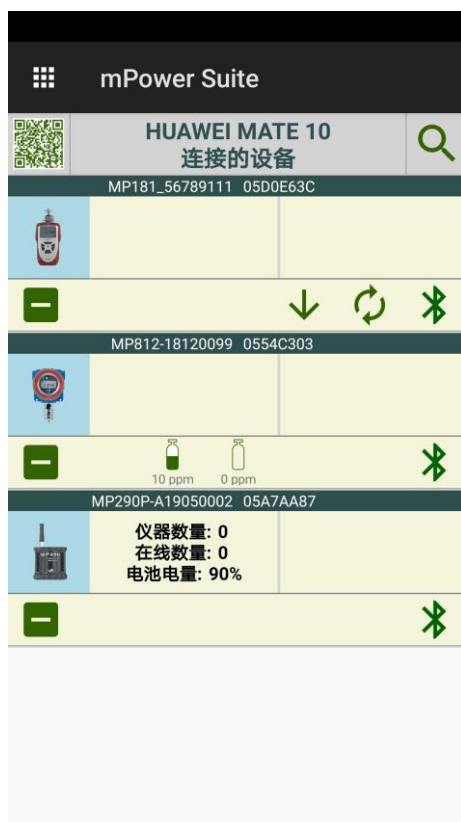 mPower Suite
HUAWEI MATE 10
连接的设备
MP181_56789111 05D0E63C
MP812-18120099 0554C303
10 ppm 0 ppm
MP290P-A19050002 05A7AA87
仪器数量: 0
在线数量: 0
电池电量: 90%